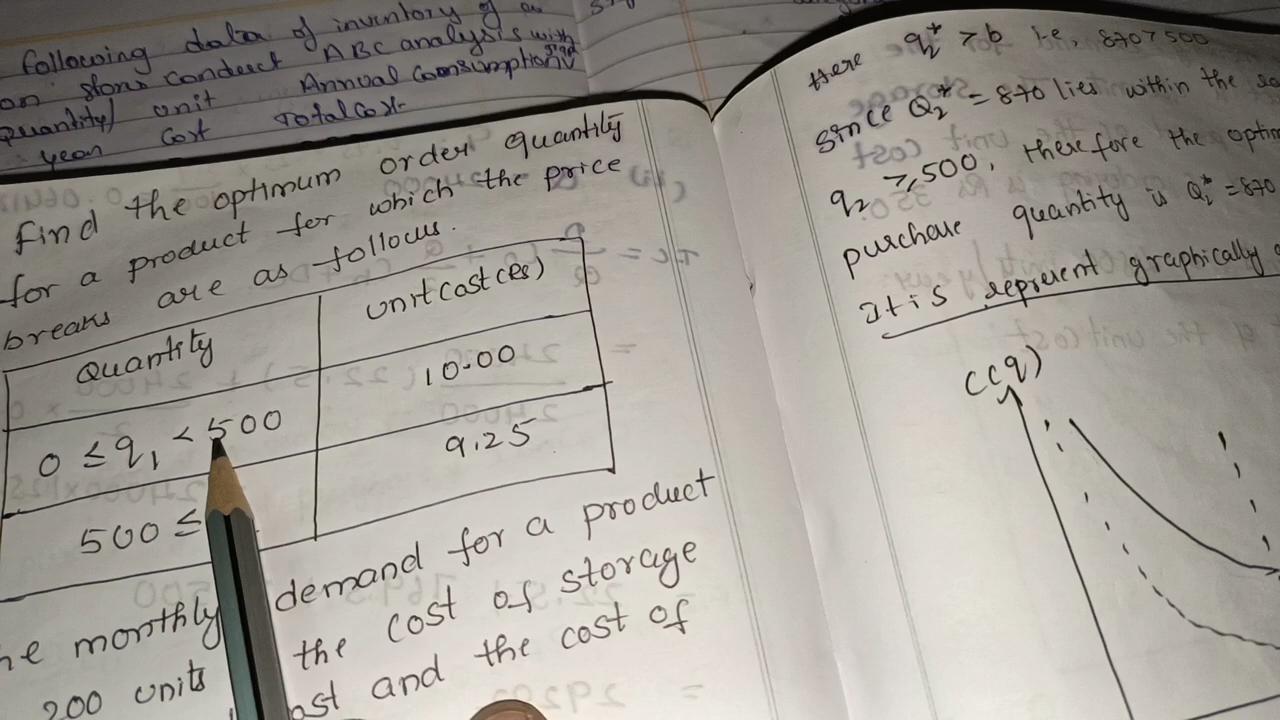 following data of inventory of
on store conduct ABC analysis with
Quantity/ unit Annual Consumption
year cost Total Cost
find the optimum order quantity
for a product for which the price
breaks are as follows.
Quantity unit cost (Rs)
0 ≤ q1 < 500 10.00
500 ≤ 9.25
monthly demand for a product
200 units the cost of storage
ost and the cost of
there q2* > b i.e, 870 > 500
since Q2* = 870 lies within the
q2 ≥ 500, therefore the
purchase quantity is Q2* = 870
It is represent graphically
C(q)